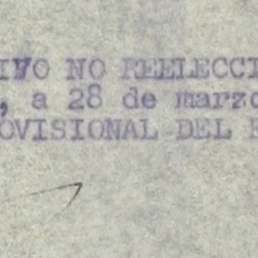 IVO NO REELECCI
, a 28 de marzo
OVISIONAL DEL